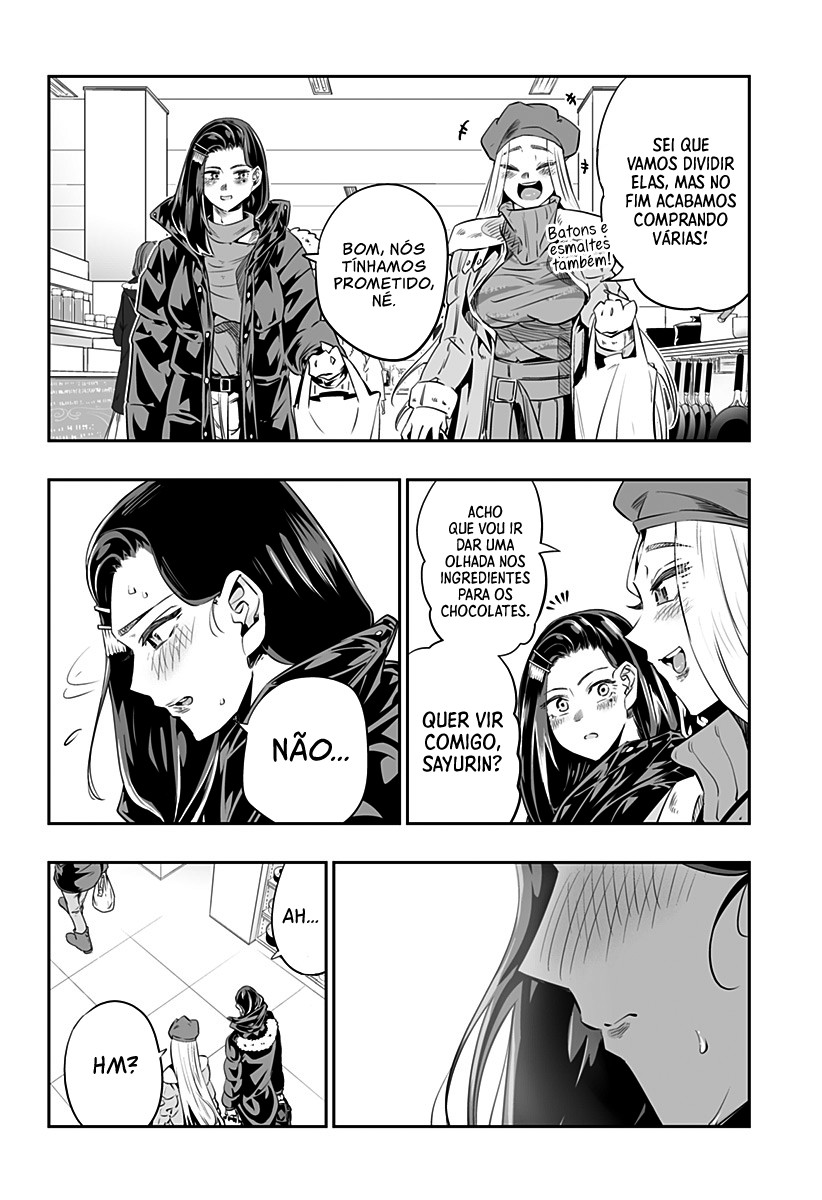 SEI QUE
VAMOS DIVIDIR
ELAS, MAS NO
FIM ACABAMOS
COMPRANDO
VÁRIAS!
Batons e
esmaltes
também!
BOM, NÓS
TÍNHAMOS
PROMETIDO,
NÉ.
ACHO
QUE VOU IR
DAR UMA
OLHADA NOS
INGREDIENTES
PARA OS
CHOCOLATES.
QUER VIR
COMIGO,
SAYURIN?
NÃO...
AH...
HM?